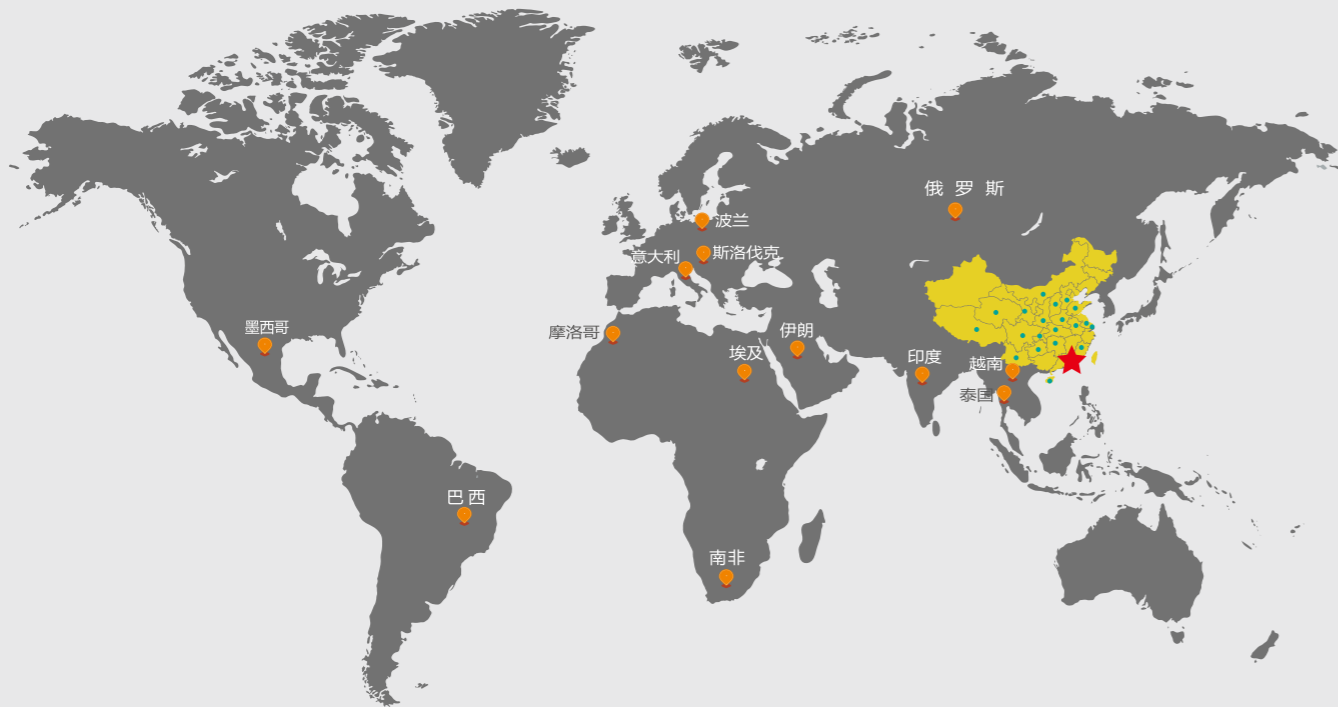 俄 罗 斯
波兰
斯洛伐克
意大利
墨西哥
摩洛哥
伊朗
埃及
印度
越南
泰国
巴西
南非